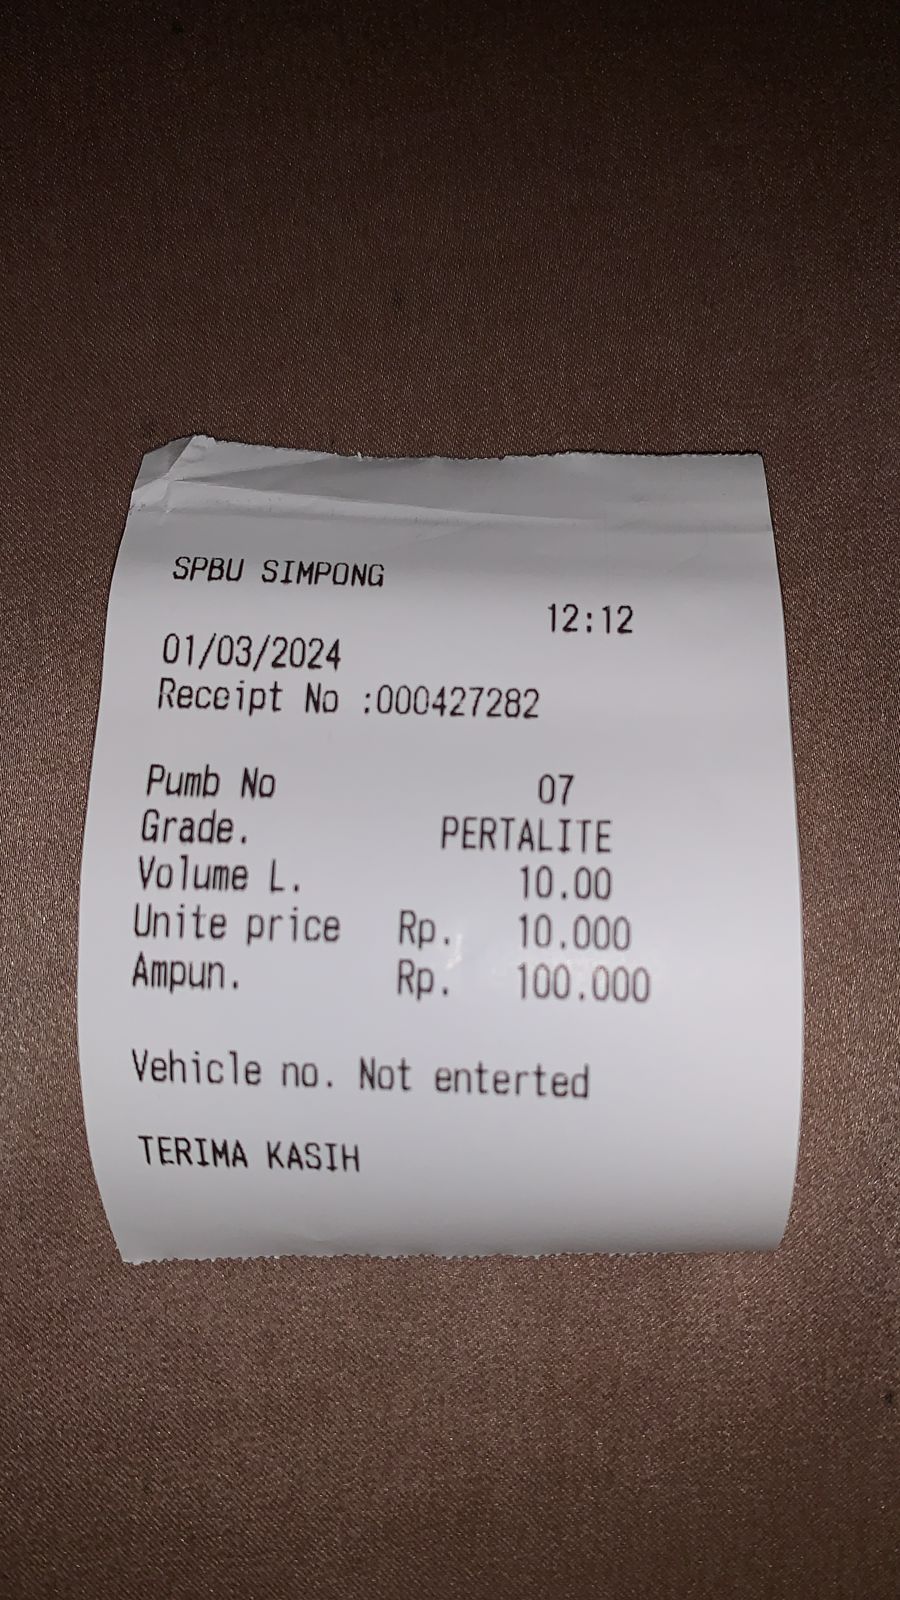 SPBU SIMPONG
12:12
01/03/2024
Receipt No :000427282
Pumb No 07
Grade. PERTALITE
Volume L. 10.00
Unite price Rp. 10.000
Ampun. Rp. 100.000
Vehicle no. Not enterted
TERIMA KASIH